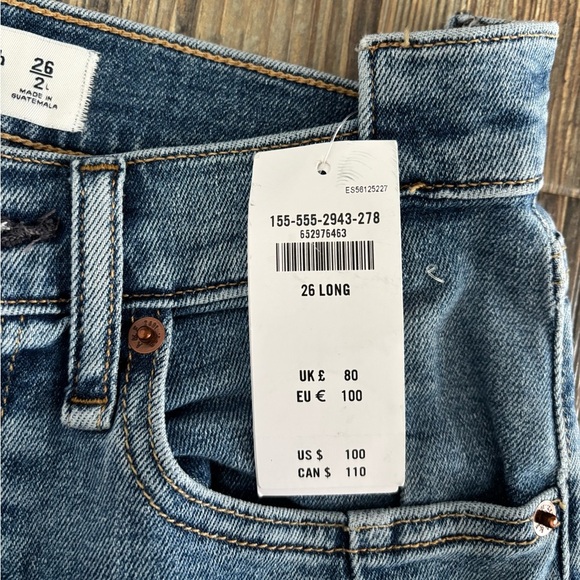 26
2L
MADE IN
GUATEMALA
ES56125227
155-555-2943-278
652976463
26 LONG
UK £ 80
EU € 100
US $ 100
CAN $ 110